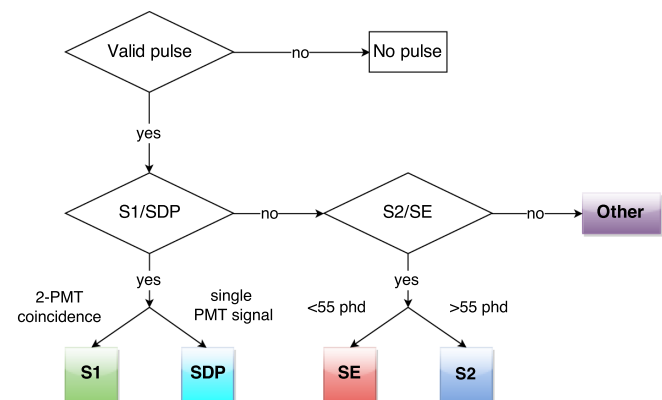 Valid pulse
no
No pulse
yes
S1/SDP
no
S2/SE
no
Other
yes
yes
2-PMT
coincidence
single
PMT signal
<55 phd
>55 phd
S1
SDP
SE
S2